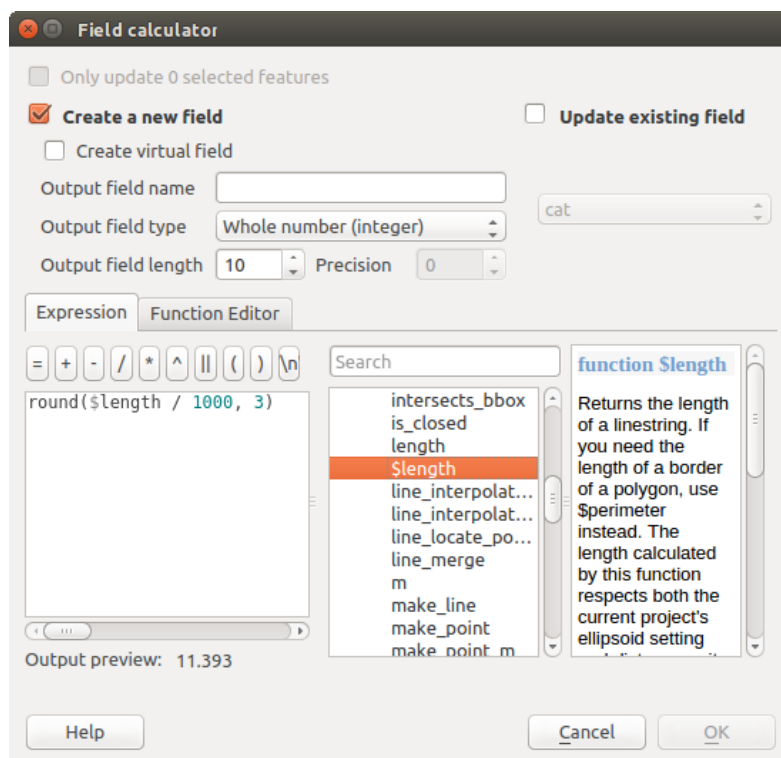 Field calculator
Only update 0 selected features
Create a new field
Update existing field
Create virtual field
Output field name
cat
Output field type
Whole number (integer)
Output field length
10
Precision
0
Expression
Function Editor
= + - / * ^ || ( ) \n'
round($length / 1000, 3)
Output preview: 11.393
Search
intersects_bbox
is_closed
length
$length
line_interpolat...
line_interpolat...
line_locate_po...
line_merge
m
make_line
make_point
make_point_m
function $length
Returns the length
of a linestring. If
you need the
length of a border
of a polygon, use
$perimeter
instead. The
length calculated
by this function
respects both the
current project's
ellipsoid setting
Help
Cancel
OK